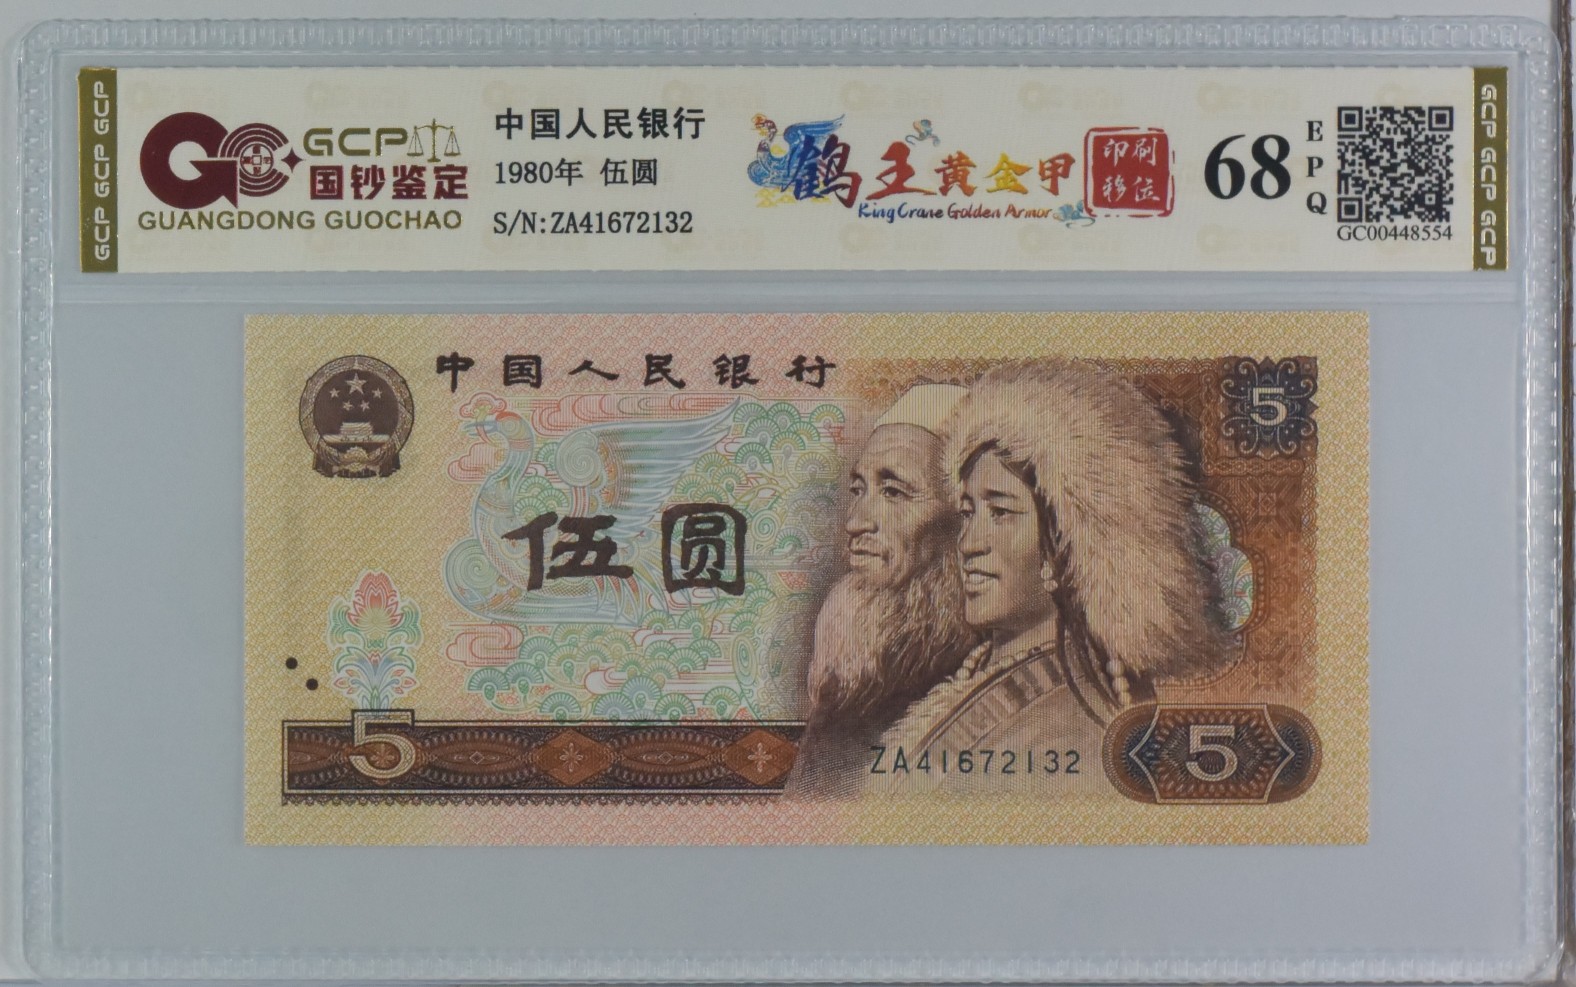 GCP GCP GCP
GC
GCP
国钞鉴定
GUANGDONG GUOCHAO
中国人民银行
1980年 伍圆
S/N:ZA41672132
鹤王黄金甲
King Crane Golden Armor
印刷
移位
68
EPQ
GC00448554
GCP GCP GCP
中国人民银行
5
伍圆
5
ZA41672132
5